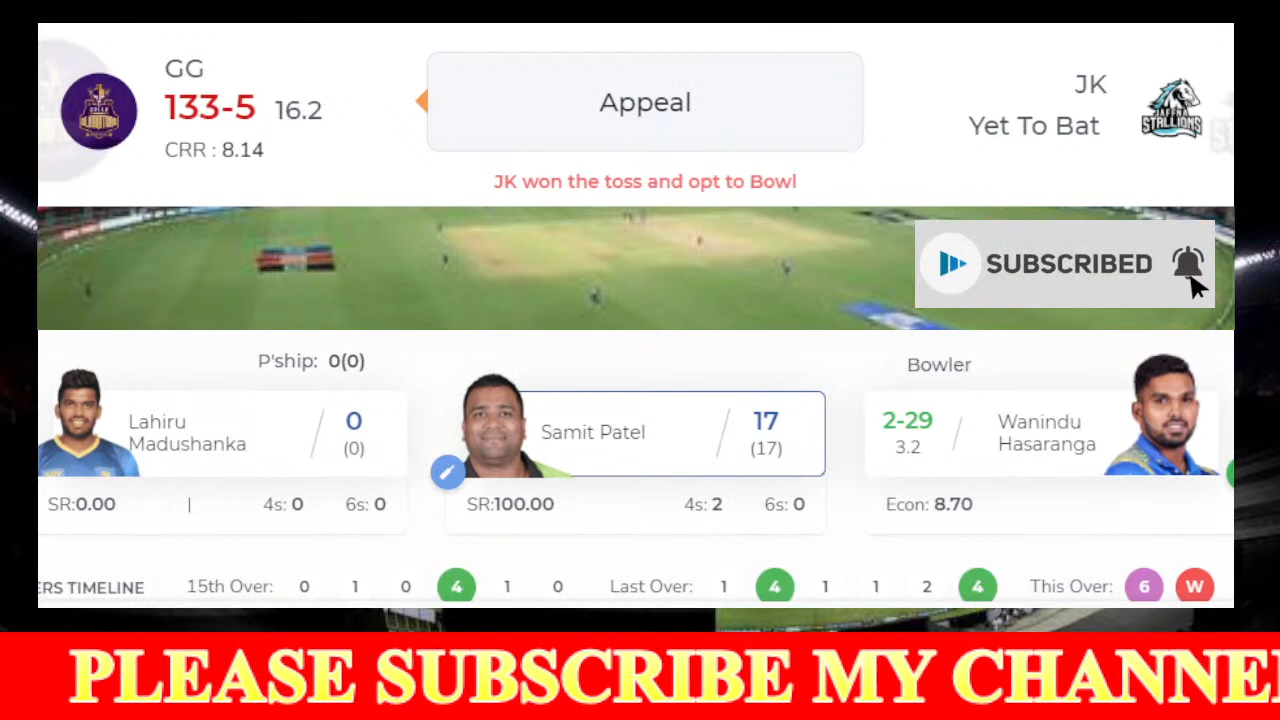 GG
133-5 16.2
CRR : 8.14
Appeal
JK won the toss and opt to Bowl
JK
Yet To Bat
JAFFNA
STALLIONS
SUBSCRIBED
P'ship: 0(0)
Bowler
Lahiru
Madushanka
0
(0)
Samit Patel
17
(17)
2-29
3.2
Wanindu
Hasaranga
SR:0.00 | 4s: 0 6s: 0
SR:100.00 4s: 2 6s: 0
Econ: 8.70
ERS TIMELINE 15th Over: 0 1 0 4 1 0 Last Over: 1 4 1 1 2 4 This Over: 6 W
PLEASE SUBSCRIBE MY CHANNE